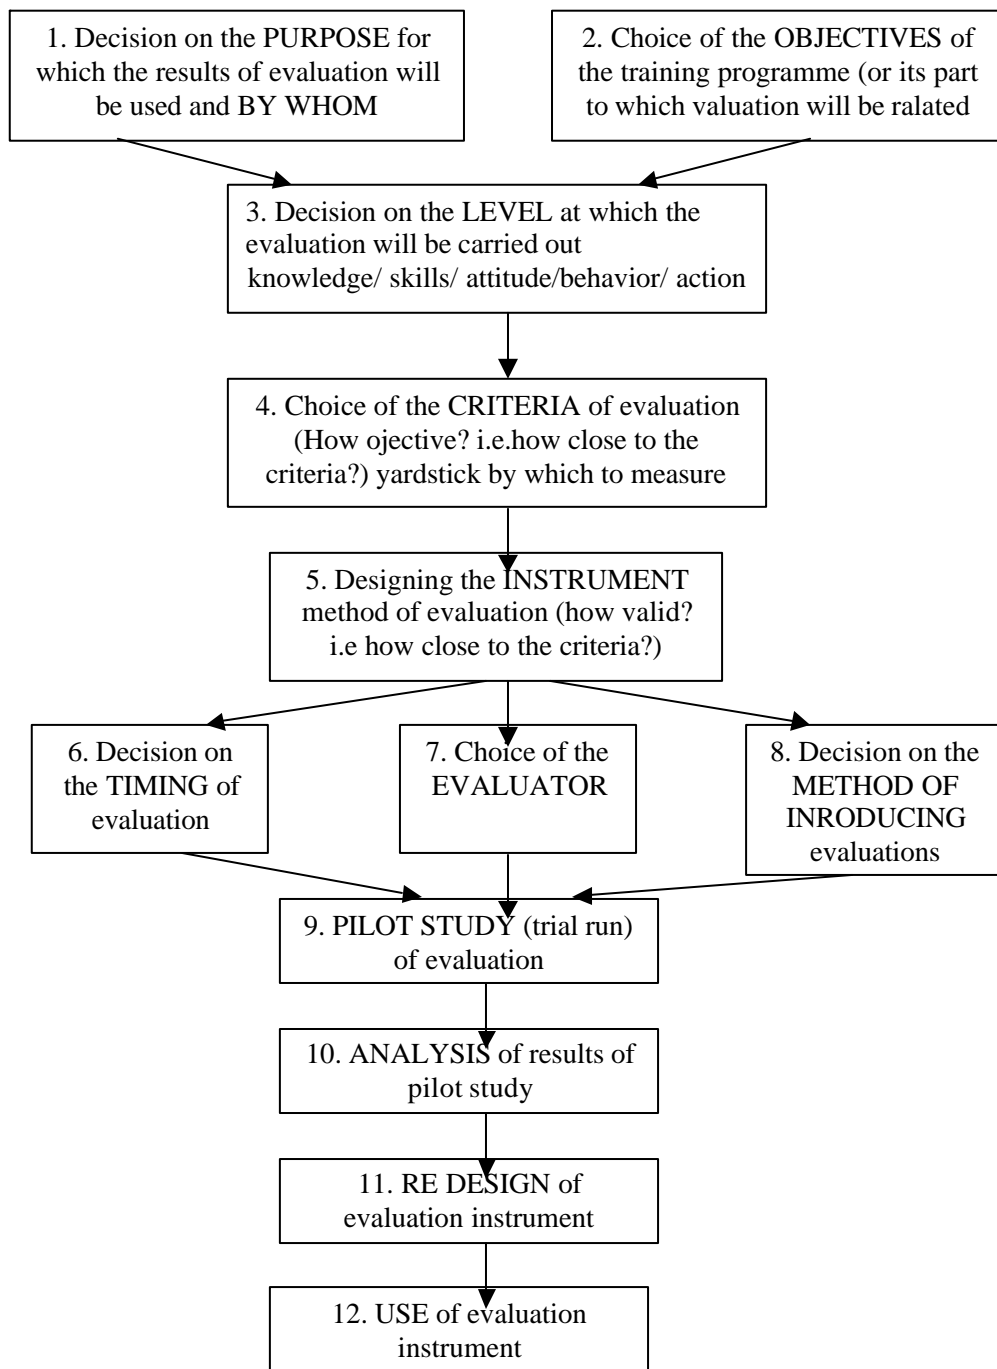 1. Decision on the PURPOSE for
which the results of evaluation will
be used and BY WHOM
2. Choice of the OBJECTIVES of
the training programme (or its part
to which valuation will be ralated
3. Decision on the LEVEL at which the
evaluation will be carried out
knowledge/ skills/ attitude/behavior/ action
4. Choice of the CRITERIA of evaluation
(How ojective? i.e.how close to the
criteria?) yardstick by which to measure
5. Designing the INSTRUMENT
method of evaluation (how valid?
i.e how close to the criteria?)
6. Decision on
the TIMING of
evaluation
7. Choice of the
EVALUATOR
8. Decision on the
METHOD OF
INRODUCING
evaluations
9. PILOT STUDY (trial run)
of evaluation
10. ANALYSIS of results of
pilot study
11. RE DESIGN of
evaluation instrument
12. USE of evaluation
instrument